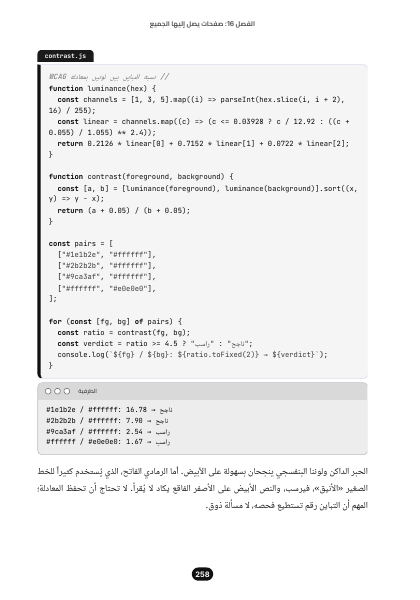 الفصل 16: صفحات يصل إليها الجميع
contrast.js
// نسبة التباين بين لونين بمعادلة WCAG
function luminance(hex) {
const channels = [1, 3, 5].map((i) => parseInt(hex.slice(i, i + 2),
16) / 255);
const linear = channels.map((c) => (c <= 0.03928 ? c / 12.92 : ((c +
0.055) / 1.055) ** 2.4));
return 0.2126 * linear[0] + 0.7152 * linear[1] + 0.0722 * linear[2];
}
function contrast(foreground, background) {
const [a, b] = [luminance(foreground), luminance(background)].sort((x,
y) => y - x);
return (a + 0.05) / (b + 0.05);
}
const pairs = [
["#1e1b2e", "#ffffff"],
["#2b2b2b", "#ffffff"],
["#9ca3af", "#ffffff"],
["#ffffff", "#e0e0e0"],
];
for (const [fg, bg] of pairs) {
const ratio = contrast(fg, bg);
const verdict = ratio >= 4.5 ? "ناجح" : "راسب";
console.log(`${fg} / ${bg}: ${ratio.toFixed(2)} → ${verdict}`);
}
الطرفية
#1e1b2e / #ffffff: 16.78 → ناجح
#2b2b2b / #ffffff: 7.90 → ناجح
#9ca3af / #ffffff: 2.54 → راسب
#ffffff / #e0e0e0: 1.67 → راسب
الحبر الداكن ولوننا البنفسجي ينجحان بسهولة على الأبيض. أما الرمادي الفاتح، الذي يُستخدم كثيراً للخط
الصغير «الأنيق»، فيرسب، والنص الأبيض على الأصفر الفاقع يكاد لا يُقرأ. لا تحتاج أن تحفظ المعادلة؛
المهم أن التباين رقم تستطيع فحصه، لا مسألة ذوق.
258